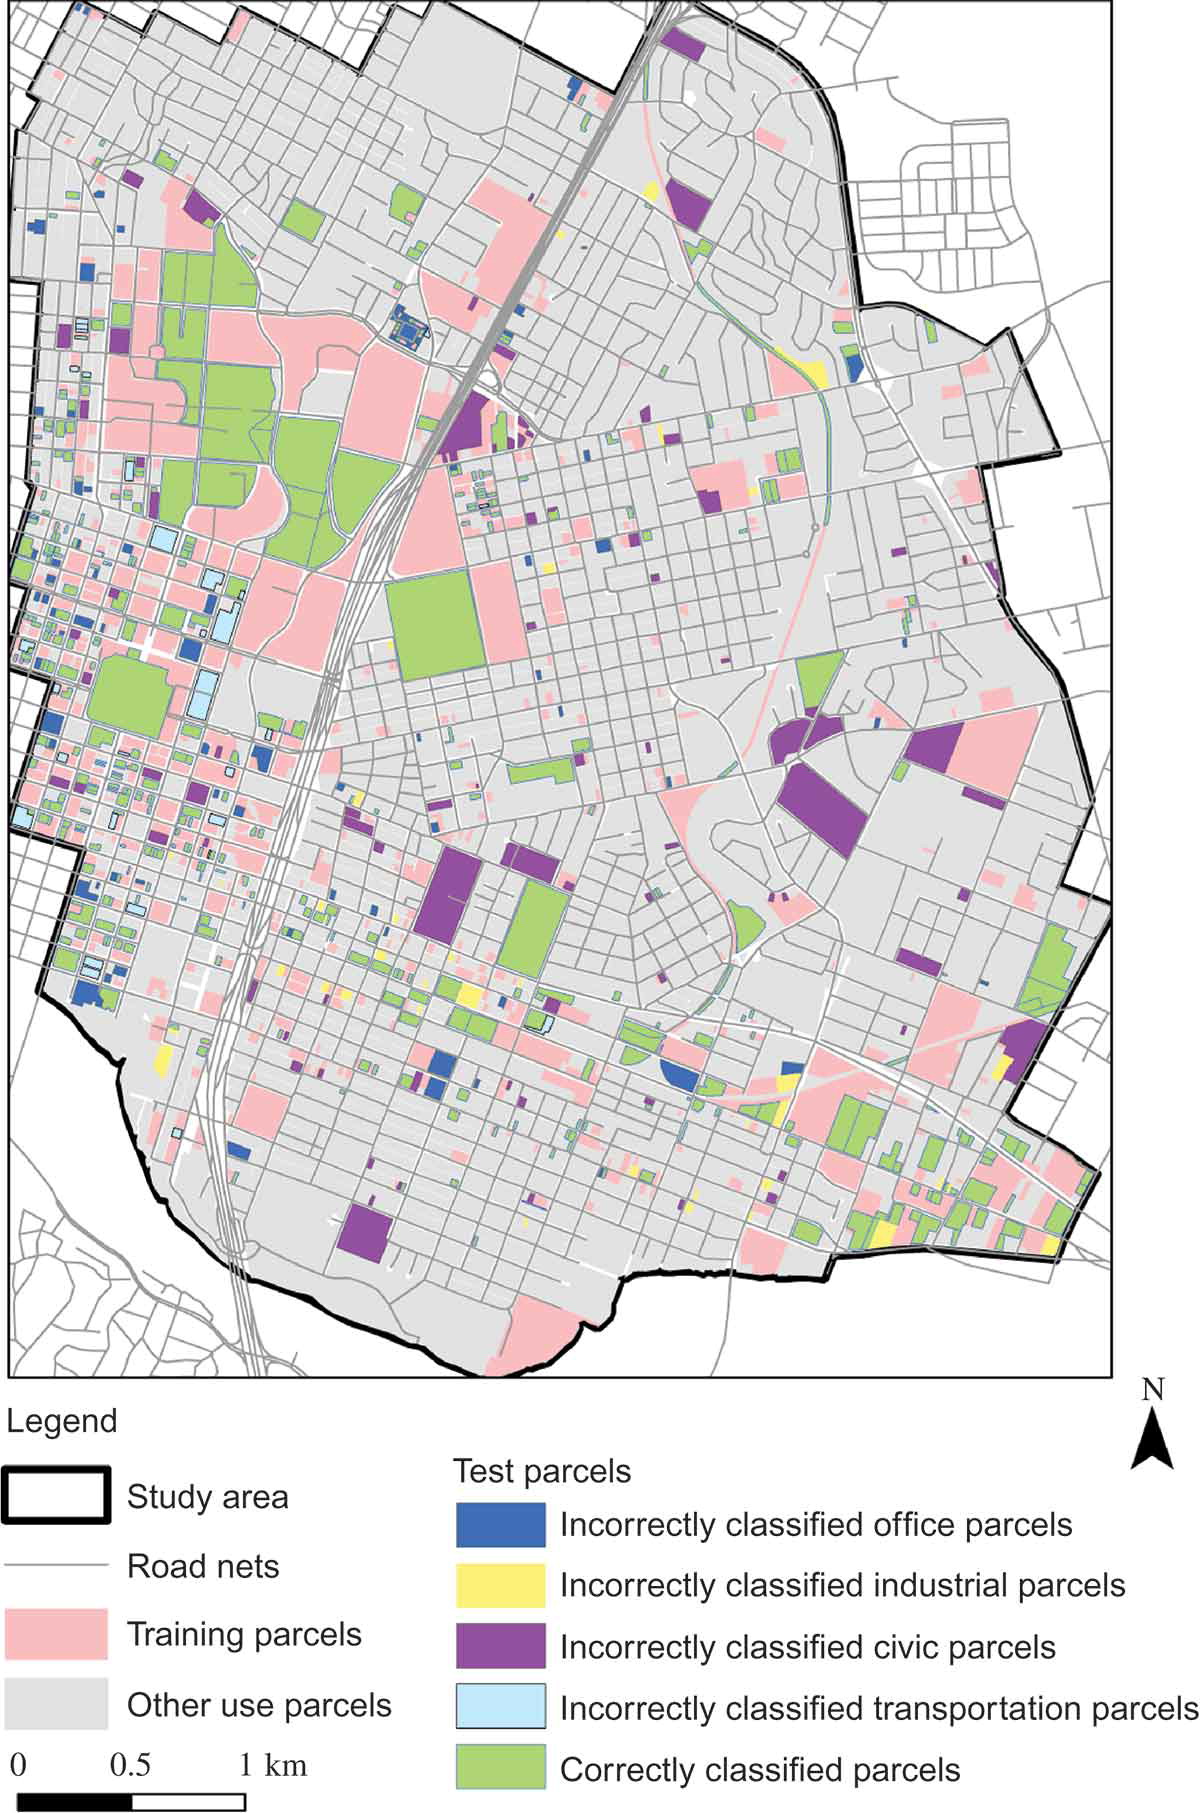 N
Legend
Study area
Road nets
Training parcels
Other use parcels
0 0.5 1 km
Test parcels
Incorrectly classified office parcels
Incorrectly classified industrial parcels
Incorrectly classified civic parcels
Incorrectly classified transportation parcels
Correctly classified parcels